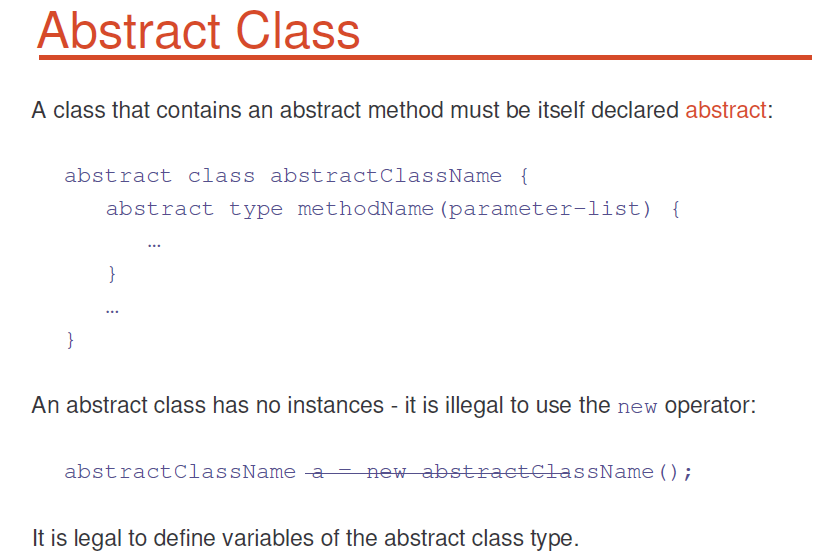 Abstract Class
A class that contains an abstract method must be itself declared abstract:
abstract class abstractClassName {
abstract type methodName(parameter-list) {
…
}
…
}
An abstract class has no instances - it is illegal to use the new operator:
abstractClassName a = new abstractClassName();
It is legal to define variables of the abstract class type.